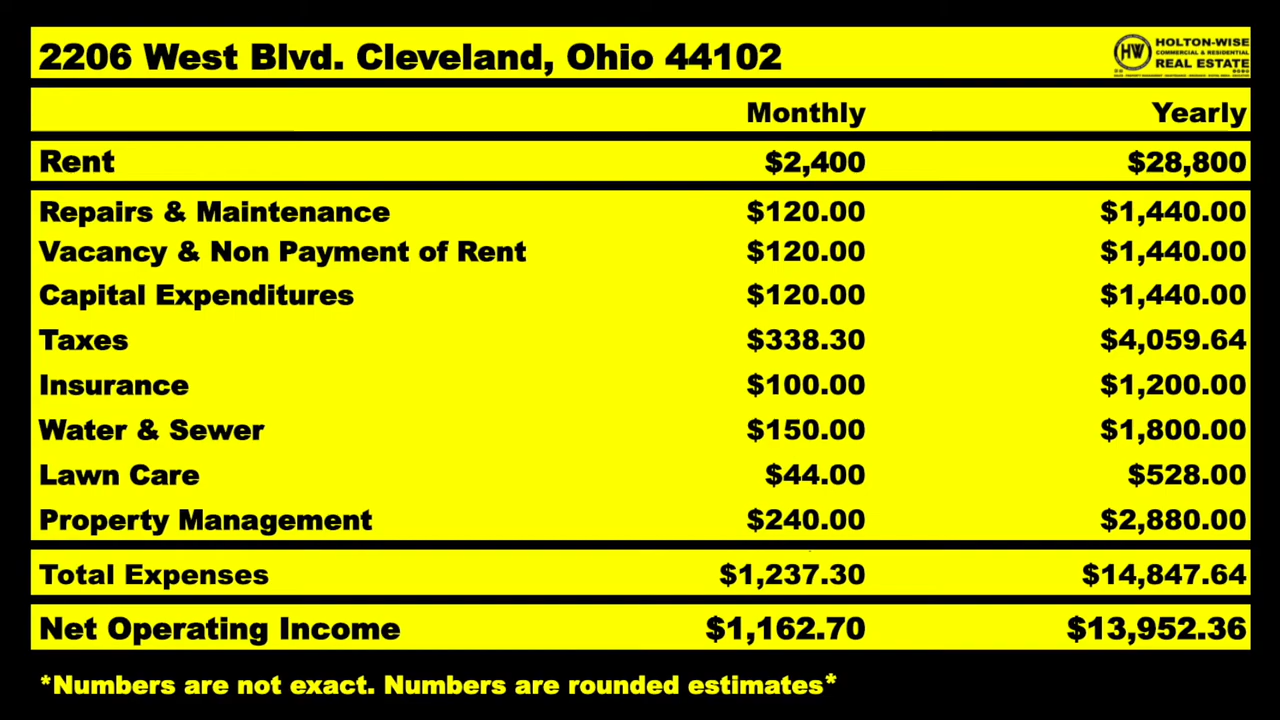 2206 West Blvd. Cleveland, Ohio 44102
HW
HOLTON-WISE
COMMERCIAL & RESIDENTIAL
REAL ESTATE
Monthly Yearly
Rent $2,400 $28,800
Repairs & Maintenance $120.00 $1,440.00
Vacancy & Non Payment of Rent $120.00 $1,440.00
Capital Expenditures $120.00 $1,440.00
Taxes $338.30 $4,059.64
Insurance $100.00 $1,200.00
Water & Sewer $150.00 $1,800.00
Lawn Care $44.00 $528.00
Property Management $240.00 $2,880.00
Total Expenses $1,237.30 $14,847.64
Net Operating Income $1,162.70 $13,952.36
*Numbers are not exact. Numbers are rounded estimates*